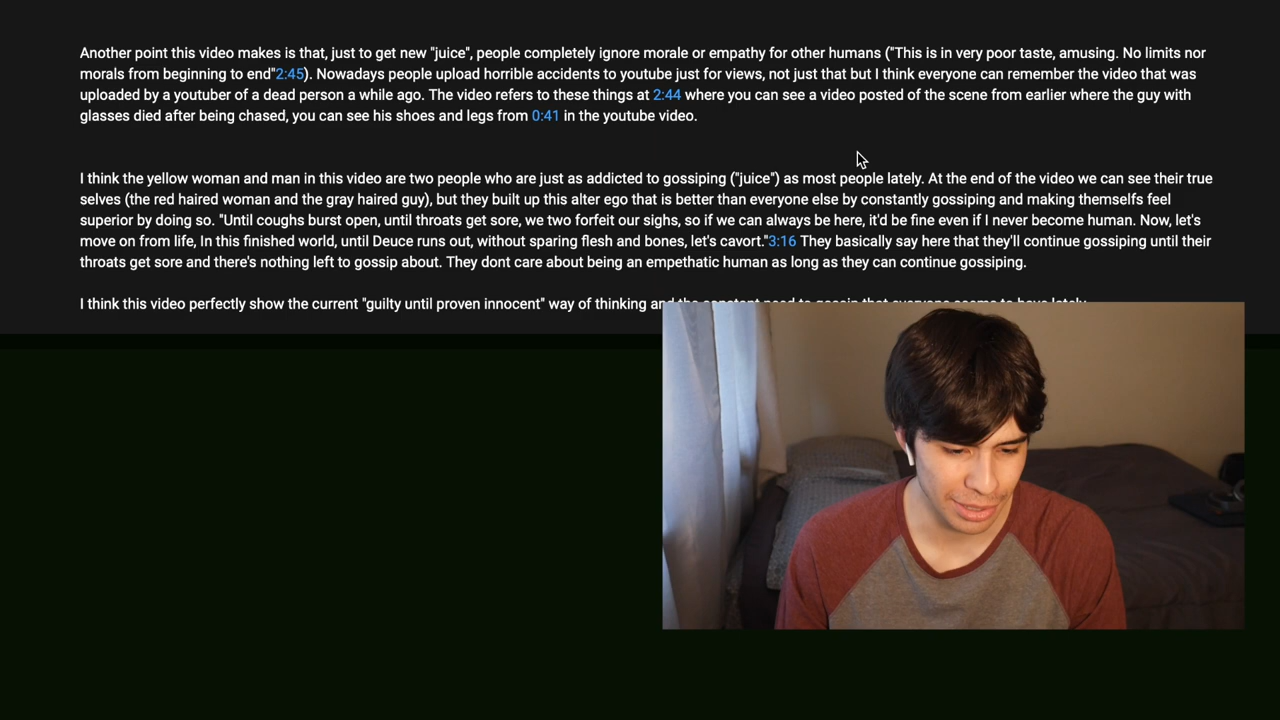 Another point this video makes is that, just to get new "juice", people completely ignore morale or empathy for other humans ("This is in very poor taste, amusing. No limits nor
morals from beginning to end"2:45). Nowadays people upload horrible accidents to youtube just for views, not just that but I think everyone can remember the video that was
uploaded by a youtuber of a dead person a while ago. The video refers to these things at 2:44 where you can see a video posted of the scene from earlier where the guy with
glasses died after being chased, you can see his shoes and legs from 0:41 in the youtube video.
I think the yellow woman and man in this video are two people who are just as addicted to gossiping ("juice") as most people lately. At the end of the video we can see their true
selves (the red haired woman and the gray haired guy), but they built up this alter ego that is better than everyone else by constantly gossiping and making themselfs feel
superior by doing so. "Until coughs burst open, until throats get sore, we two forfeit our sighs, so if we can always be here, it'd be fine even if I never become human. Now, let's
move on from life, In this finished world, until Deuce runs out, without sparing flesh and bones, let's cavort."3:16 They basically say here that they'll continue gossiping until their
throats get sore and there's nothing left to gossip about. They dont care about being an empethatic human as long as they can continue gossiping.
I think this video perfectly show the current "guilty until proven innocent" way of thinking and the constant need to gossip that everyone seems to have lately.